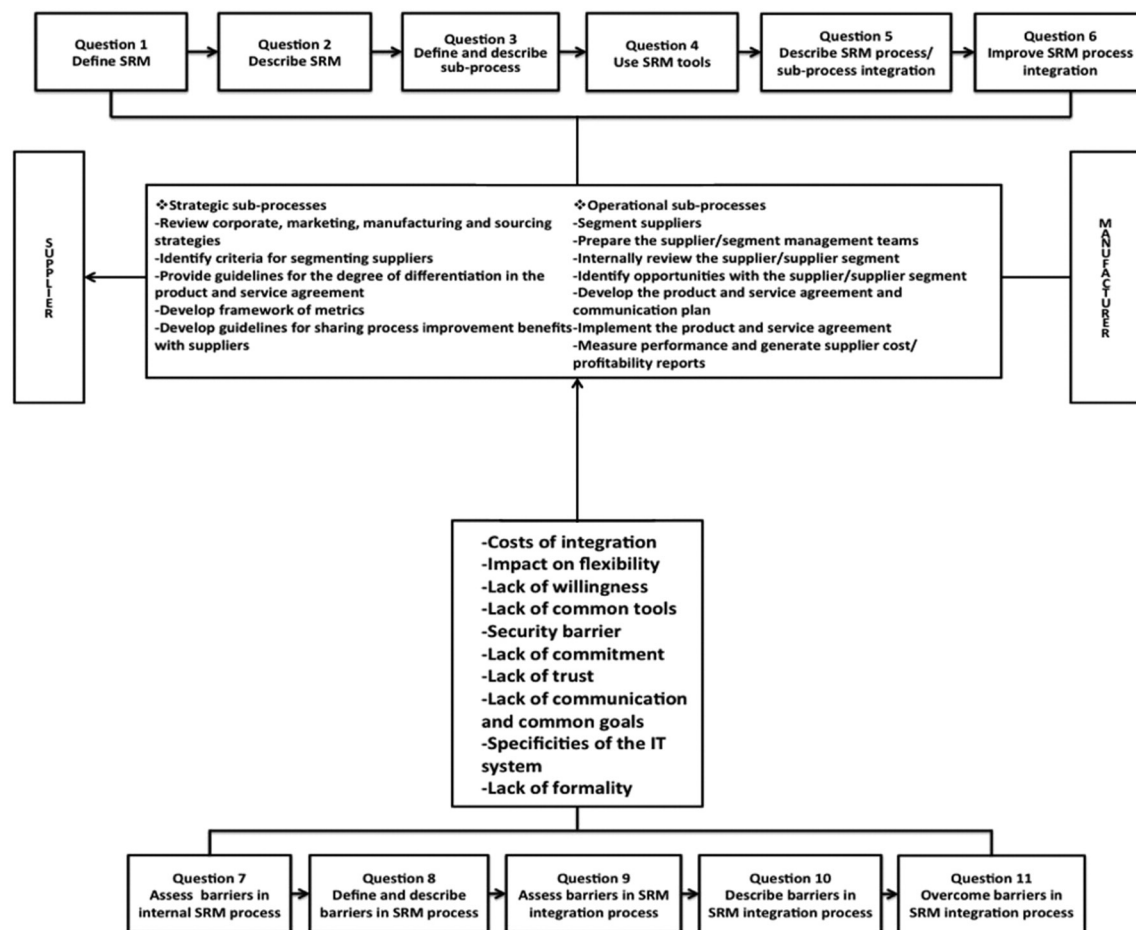 Question 1
Define SRM
Question 2
Describe SRM
Question 3
Define and describe
sub-process
Question 4
Use SRM tools
Question 5
Describe SRM process/
sub-process integration
Question 6
Improve SRM process
integration
SUPPLIER
❖Strategic sub-processes
-Review corporate, marketing, manufacturing and sourcing
strategies
-Identify criteria for segmenting suppliers
-Provide guidelines for the degree of differentiation in the
product and service agreement
-Develop framework of metrics
-Develop guidelines for sharing process improvement benefits
with suppliers
❖Operational sub-processes
-Segment suppliers
-Prepare the supplier/segment management teams
-Internally review the supplier/supplier segment
-Identify opportunities with the supplier/supplier segment
-Develop the product and service agreement and
communication plan
-Implement the product and service agreement
-Measure performance and generate supplier cost/
profitability reports
MANUFACTURER
-Costs of integration
-Impact on flexibility
-Lack of willingness
-Lack of common tools
-Security barrier
-Lack of commitment
-Lack of trust
-Lack of communication
and common goals
-Specificities of the IT
system
-Lack of formality
Question 7
Assess barriers in
internal SRM process
Question 8
Define and describe
barriers in SRM process
Question 9
Assess barriers in SRM
integration process
Question 10
Describe barriers in
SRM integration process
Question 11
Overcome barriers in
SRM integration process